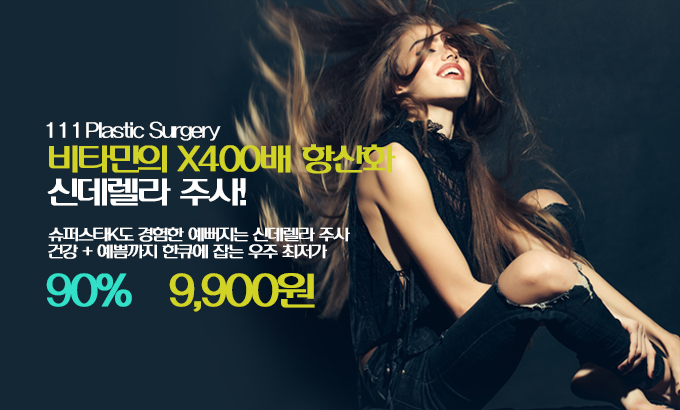 111 Plastic Surgery
비타민의 X400배 항산화
신데렐라 주사!
슈퍼스타K도 경험한 예뻐지는 신데렐라 주사
건강 + 예쁨까지 한큐에 잡는 우주 최저가
90% 9,900원